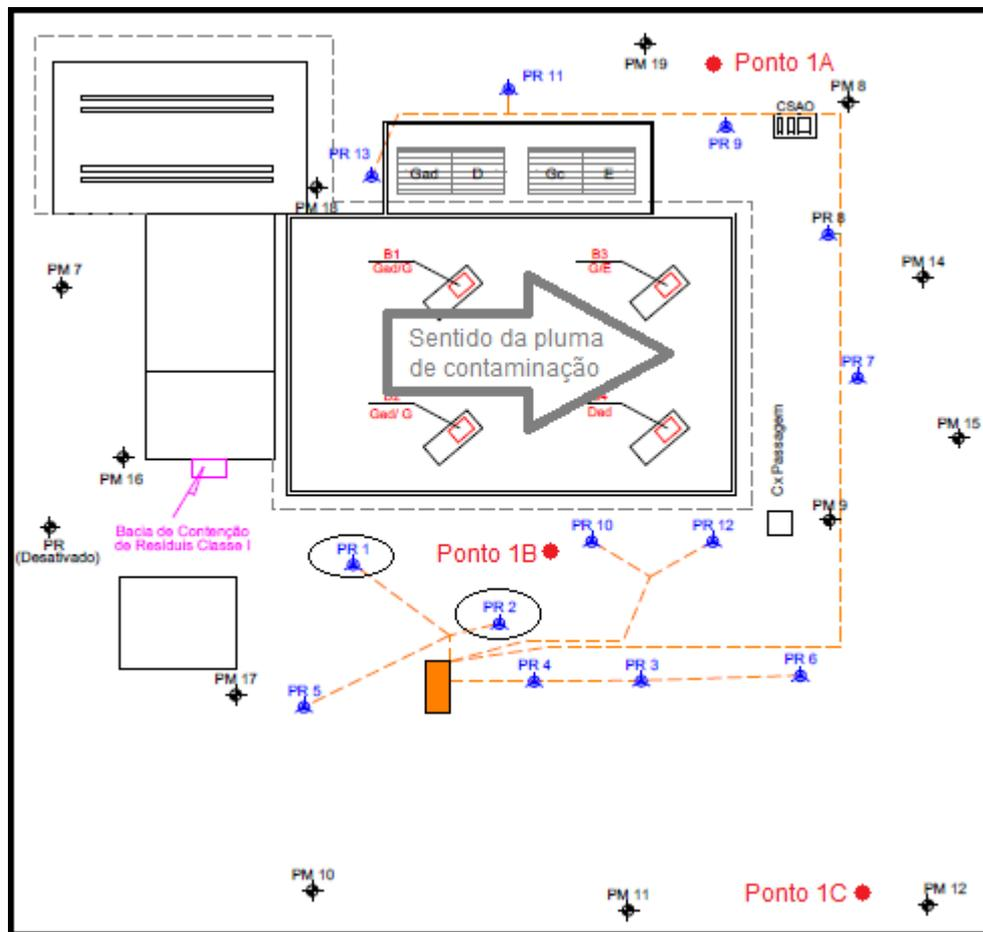 PM 19
Ponto 1A
PR 11
PM 8
CSAO
PR 9
PR 13
Gad
D
Gc
E
PM 18
PR 8
B1
Gad/G
B3
G/E
PM 7
PM 14
Sentido da pluma
de contaminação
PR 7
Gad/ G
Dad
PM 15
Cx Passagem
PM 16
PM 9
Bacia de Contenção
de Resíduis Classe I
PR
(Desativado)
PR 1
Ponto 1B
PR 10
PR 12
PR 2
PR 4
PR 3
PR 6
PM 17
PR 5
PM 10
PM 11
Ponto 1C
PM 12